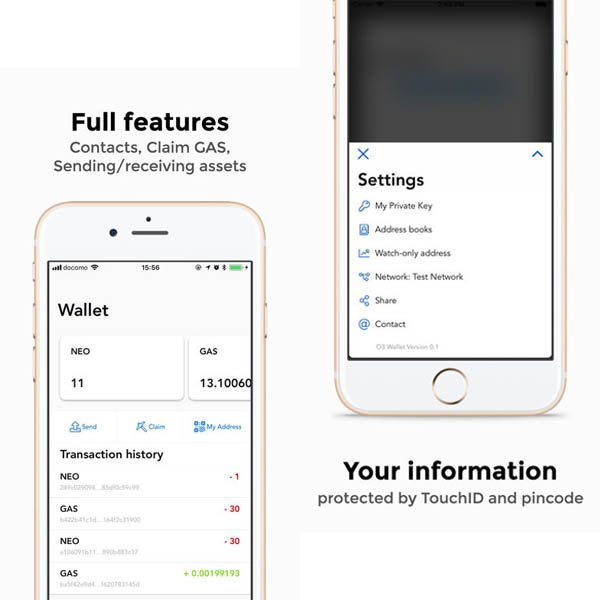 Full features
Contacts, Claim GAS,
Sending/receiving assets
docomo 15:56
Wallet
NEO GAS
11 13.10060
Send Claim My Address
Transaction history
NEO - 1
GAS - 30
b422b41c1d...164f2c31900
NEO - 30
a106091b11...890b883c37
GAS + 0.00199193
ba5f42e9d4...f620783145d
Settings
My Private Key
Address books
Watch-only address
Network: Test Network
Share
Contact
O3 Wallet Version 0.1
Your information
protected by TouchID and pincode